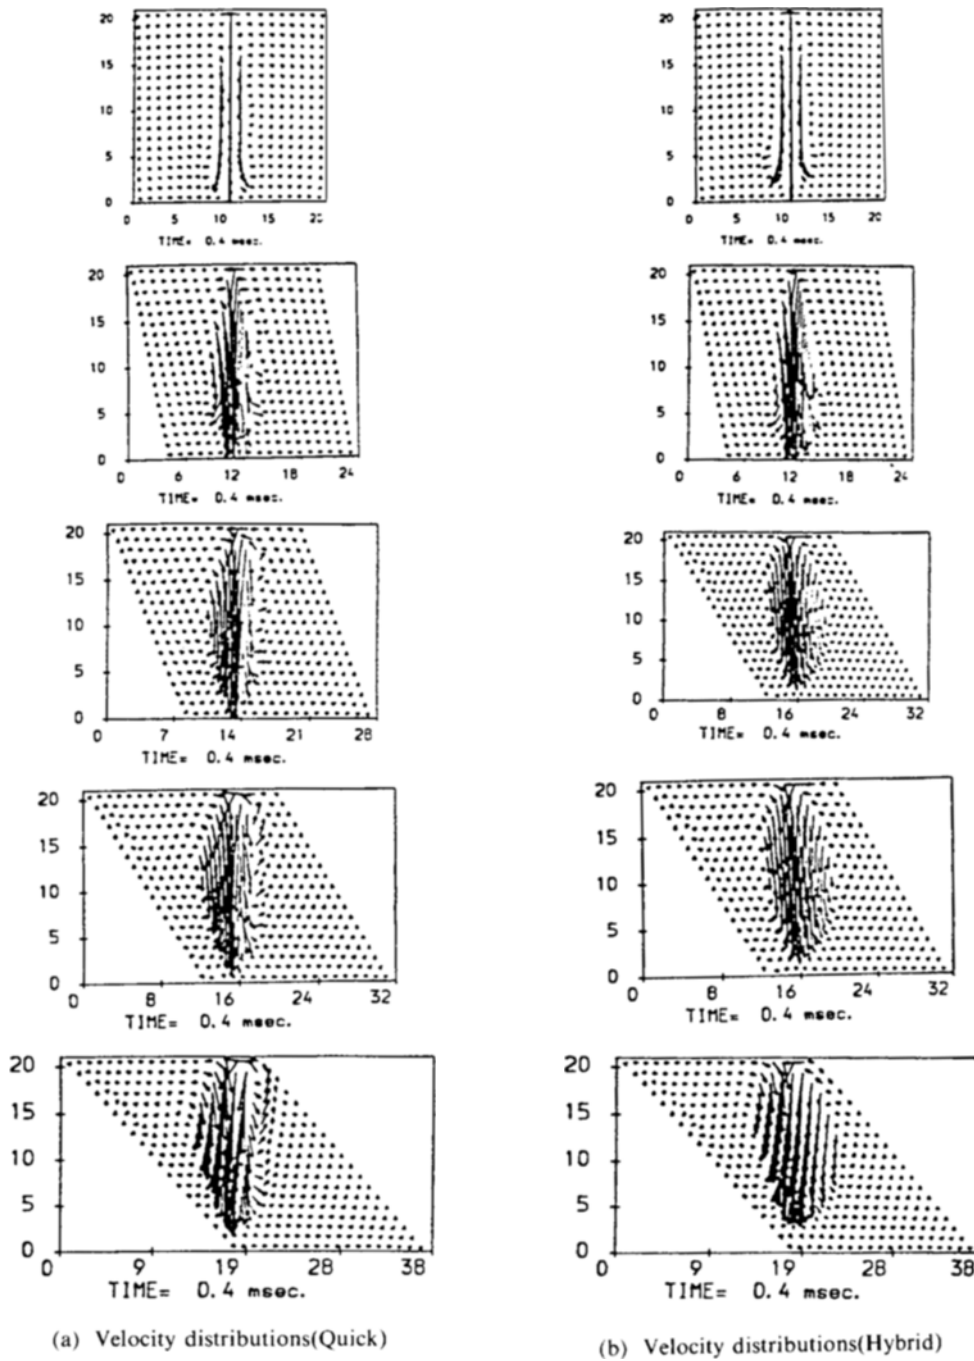 20
15
10
5
0
0 5 10 15 20
TIME= 0.4 msec.
20
15
10
5
0
0 5 10 15 20
TIME= 0.4 msec.
20
15
10
5
0
0 6 12 18 24
TIME= 0.4 msec.
20
15
10
5
0
0 6 12 18 24
TIME= 0.4 msec.
20
15
10
5
0
0 7 14 21 28
TIME= 0.4 msec.
20
15
10
5
0
0 8 16 24 32
TIME= 0.4 msec.
20
15
10
5
0
0 8 16 24 32
TIME= 0.4 msec.
20
15
10
5
0
0 8 16 24 32
TIME= 0.4 msec.
20
15
10
5
0
0 9 19 28 38
TIME= 0.4 msec.
20
15
10
5
0
0 9 19 28 38
TIME= 0.4 msec.
(a) Velocity distributions(Quick)
(b) Velocity distributions(Hybrid)